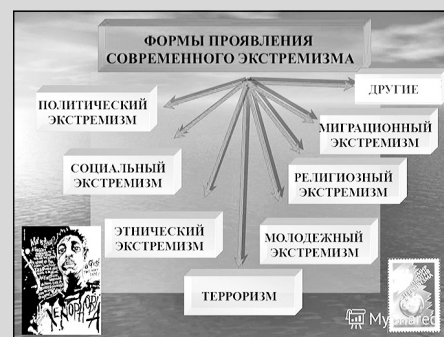 ФОРМЫ ПРОЯВЛЕНИЯ
СОВРЕМЕННОГО ЭКСТРЕМИЗМА
ДРУГИЕ
ПОЛИТИЧЕСКИЙ
ЭКСТРЕМИЗМ
МИГРАЦИОННЫЙ
ЭКСТРЕМИЗМ
СОЦИАЛЬНЫЙ
ЭКСТРЕМИЗМ
РЕЛИГИОЗНЫЙ
ЭКСТРЕМИЗМ
ЭТНИЧЕСКИЙ
ЭКСТРЕМИЗМ
МОЛОДЕЖНЫЙ
ЭКСТРЕМИЗМ
ТЕРРОРИЗМ
XENOPHOBIA
MyShared